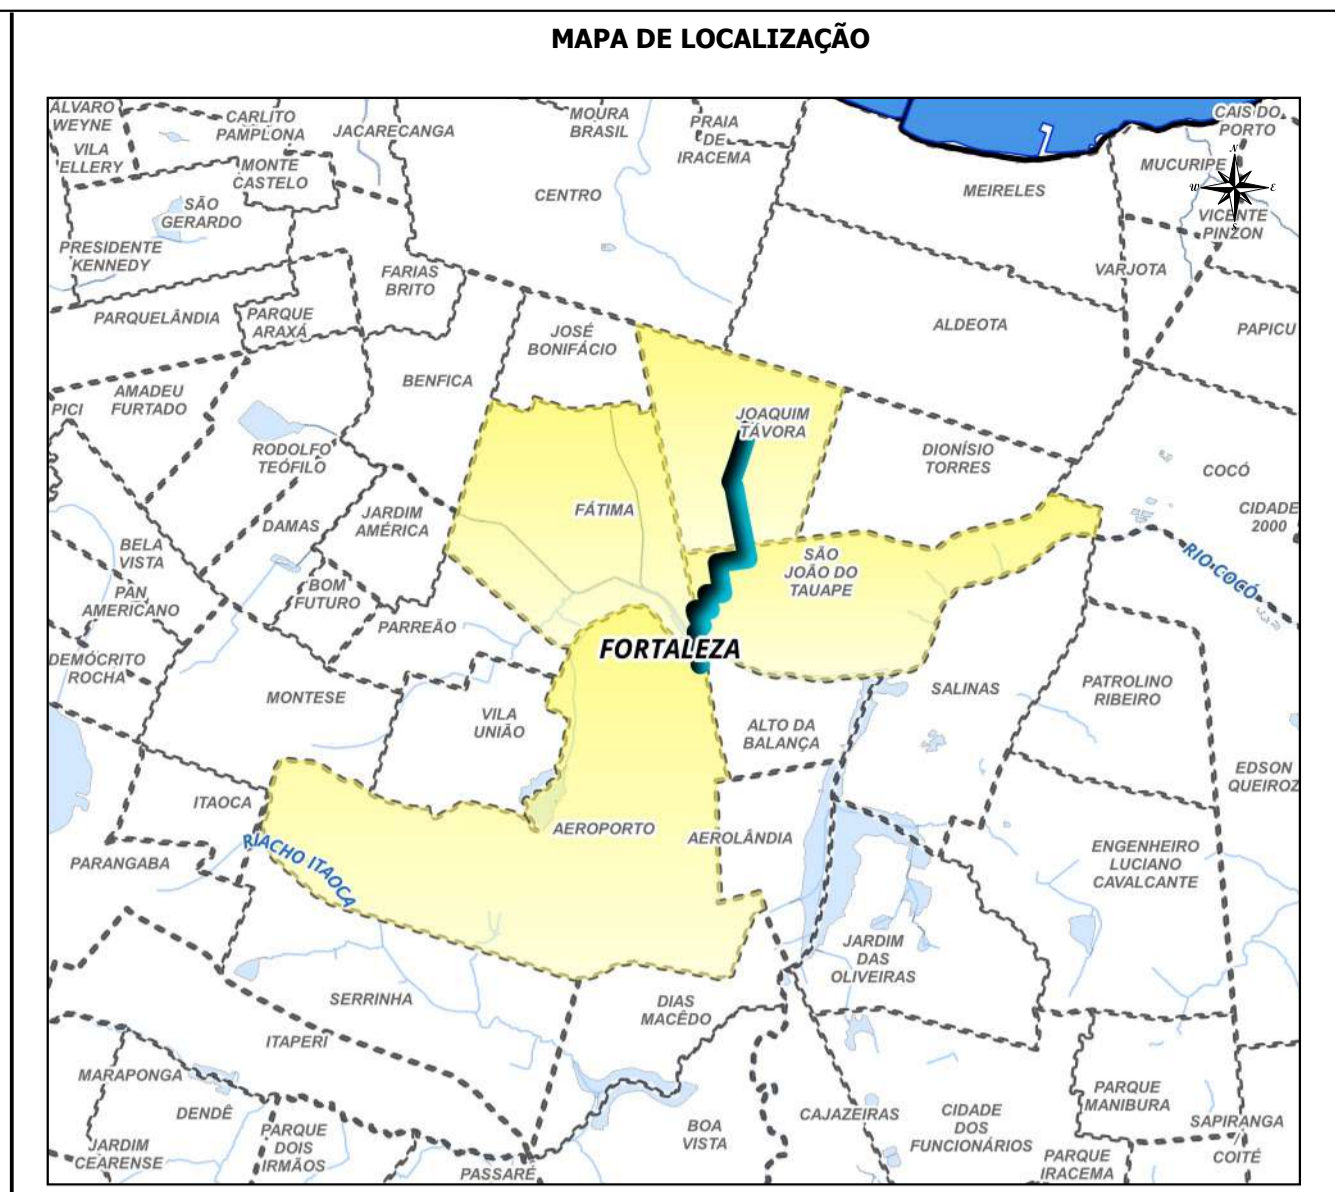 MAPA DE LOCALIZAÇÃO
ÁLVARO
WEYNE
CARLITO
PAMPLONA
JACARECANGA
MOURA
BRASIL
PRAIA
DE
IRACEMA
CAIS DO
PORTO
VILA
ELLERY
MONTE
CASTELO
CENTRO
MEIRELES
MUCURIPE
N
W
E
S
SÃO
GERARDO
VICENTE
PINZON
PRESIDENTE
KENNEDY
FARIAS
BRITO
VARJOTA
PARQUELÂNDIA
PARQUE
ARAXÁ
JOSÉ
BONIFÁCIO
ALDEOTA
PAPICU
BENFICA
AMADEU
FURTADO
PICI
JOAQUIM
TÁVORA
RODOLFO
TEÓFILO
DIONÍSIO
TORRES
COCÓ
JARDIM
AMÉRICA
FÁTIMA
CIDADE
2000
DAMAS
BELA
VISTA
SÃO
JOÃO DO
TAUAPE
RIO COCÓ
PAN
AMERICANO
BOM
FUTURO
PARREÃO
FORTALEZA
DEMÓCRITO
ROCHA
MONTESE
SALINAS
PATROLINO
RIBEIRO
VILA
UNIÃO
ALTO DA
BALANÇA
EDSON
QUEIROZ
ITAOCA
AEROPORTO
AEROLÂNDIA
RIACHO ITAOCA
PARANGABA
ENGENHEIRO
LUCIANO
CAVALCANTE
JARDIM
DAS
OLIVEIRAS
SERRINHA
DIAS
MACÊDO
ITAPERI
MARAPONGA
DENDÊ
PARQUE
MANIBURA
CAJAZEIRAS
CIDADE
DOS
FUNCIONÁRIOS
SAPIRANGA
/
COITÉ
BOA
VISTA
PARQUE
DOIS
IRMÃOS
JARDIM
CEARENSE
PASSARÉ
PARQUE
IRACEMA